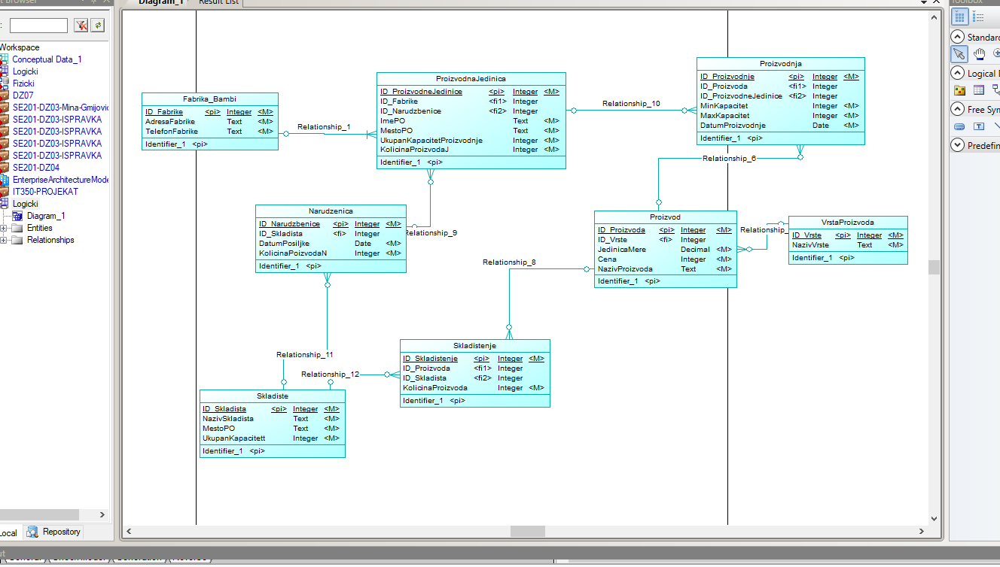 Diagram_1
Result List
Toolbox
Workspace
Conceptual Data_1
Logicki
Fizicki
DZ07
SE201-DZ03-Mina-Gmijovic
SE201-DZ03-ISPRAVKA
SE201-DZ03-ISPRAVKA
SE201-DZ03-ISPRAVKA
SE201-DZ03-ISPRAVKA
SE201-DZ04
EnterpriseArchitectureMode
IT350-PROJEKAT
Logicki
Diagram_1
Entities
Relationships
Local
Repository
Fabrika_Bambi
ID_Fabrike <pi> Integer <M>
AdresaFabrike Text <M>
TelefonFabrike Text <M>
Identifier_1 <pi>
Relationship_1
ProizvodnaJedinica
ID_ProizvodneJedinice <pi> Integer <M>
ID_Fabrike <fi1> Integer
ID_Narudzbenice <fi2> Integer
ImePO Text <M>
MestoPO Text <M>
UkupanKapacitetProizvodnje Integer <M>
KolicinaProizvodaJ Integer <M>
Identifier_1 <pi>
Relationship_10
Proizvodnja
ID_Proizvodnje <pi> Integer <M>
ID_Proizvoda <fi1> Integer
ID_ProizvodneJedinice <fi2> Integer
MinKapacitet Integer <M>
MaxKapacitet Integer <M>
DatumProizvodnje Date <M>
Identifier_1 <pi>
Relationship_6
Narudzenica
ID_Narudzbenice <pi> Integer <M>
ID_Skladista <fi> Integer
DatumPosiljke Date <M>
KolicinaPoizvodaN Integer <M>
Identifier_1 <pi>
Relationship_9
Proizvod
ID_Proizvoda <pi> Integer <M>
ID_Vrste <fi> Integer
JedinicaMere Decimal <M>
Cena Integer <M>
NazivProizvoda Text <M>
Identifier_1 <pi>
Relationship_
VrstaProizvoda
ID_Vrste <pi> Integer <M>
NazivVrste Text <M>
Identifier_1 <pi>
Relationship_8
Relationship_11
Relationship_12
Skladistenje
ID_Skladistenje <pi> Integer <M>
ID_Proizvoda <fi1> Integer
ID_Skladista <fi2> Integer
KolicinaProizvoda Integer <M>
Identifier_1 <pi>
Skladiste
ID_Skladista <pi> Integer <M>
NazivSkladista Text <M>
MestoPO Text <M>
UkupanKapacitett Integer <M>
Identifier_1 <pi>
Standard
Logical
Free Sym
Predefin